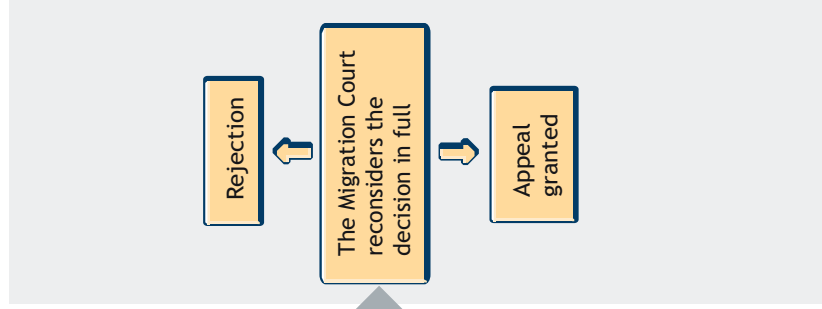 Rejection
The Migration Court
reconsiders the
decision in full
Appeal
granted